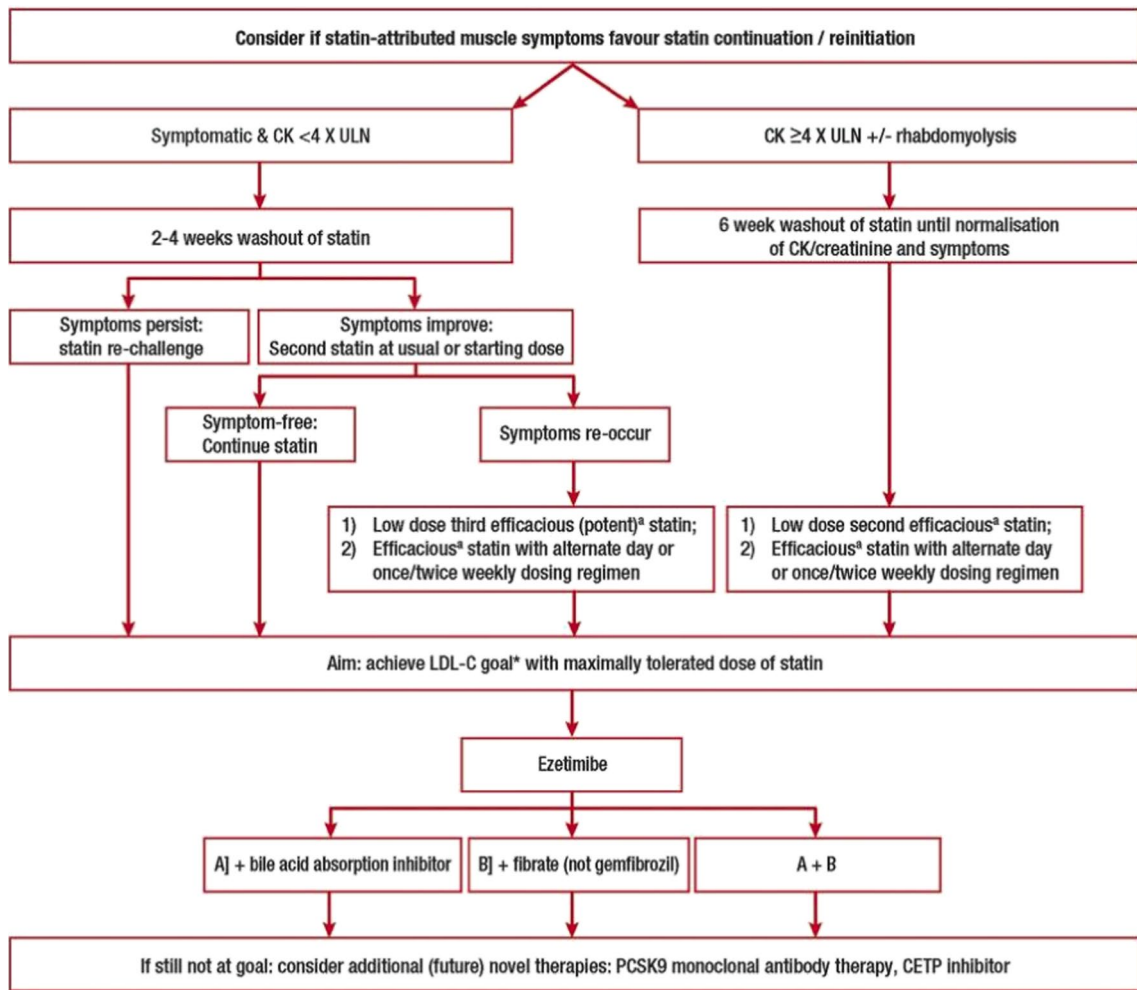 Consider if statin-attributed muscle symptoms favour statin continuation / reinitiation
Symptomatic & CK <4 X ULN
CK ≥4 X ULN +/- rhabdomyolysis
2-4 weeks washout of statin
6 week washout of statin until normalisation
of CK/creatinine and symptoms
Symptoms persist:
statin re-challenge
Symptoms improve:
Second statin at usual or starting dose
Symptom-free:
Continue statin
Symptoms re-occur
1) Low dose third efficacious (potent)ᵃ statin;
2) Efficaciousᵃ statin with alternate day or
once/twice weekly dosing regimen
1) Low dose second efficaciousᵃ statin;
2) Efficaciousᵃ statin with alternate day
or once/twice weekly dosing regimen
Aim: achieve LDL-C goal* with maximally tolerated dose of statin
Ezetimibe
A] + bile acid absorption inhibitor
B] + fibrate (not gemfibrozil)
A + B
If still not at goal: consider additional (future) novel therapies: PCSK9 monoclonal antibody therapy, CETP inhibitor